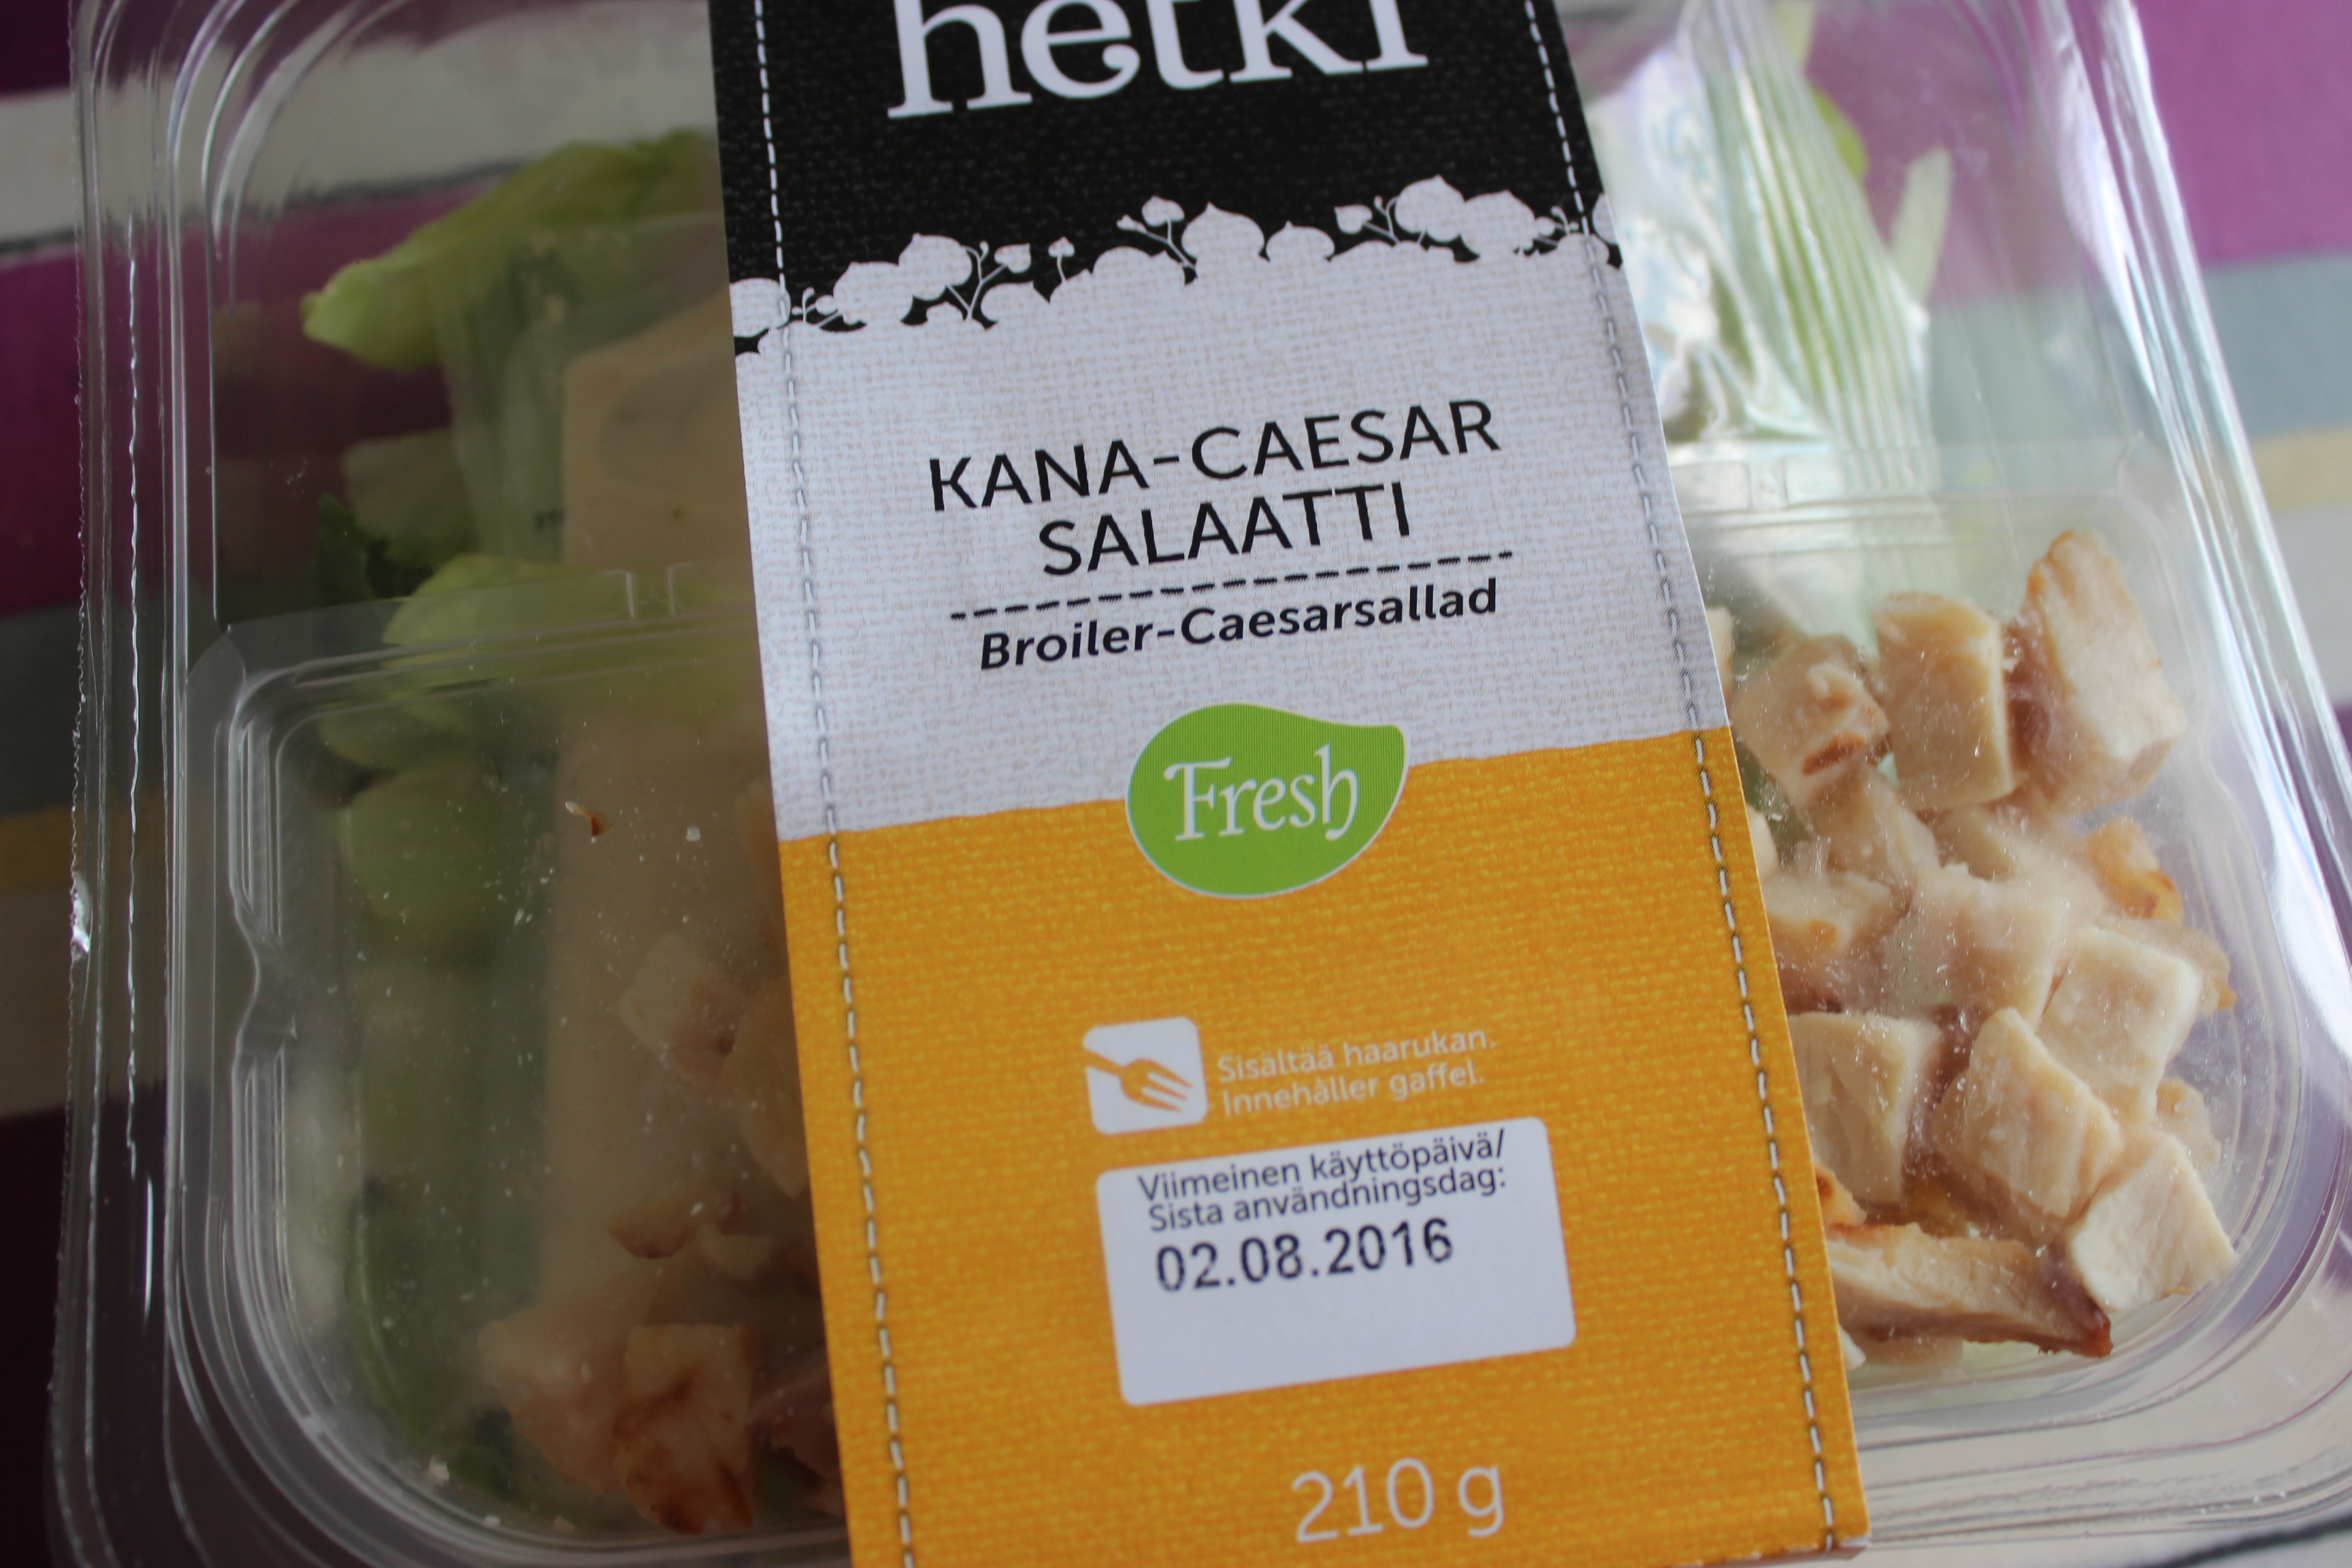 hetki
KANA-CAESAR
SALAATTI
Broiler-Caesarsallad
Fresh
Sisältää haarukan.
Innehåller gaffel.
Viimeinen käyttöpäivä/
Sista användningsdag:
02.08.2016
210 g